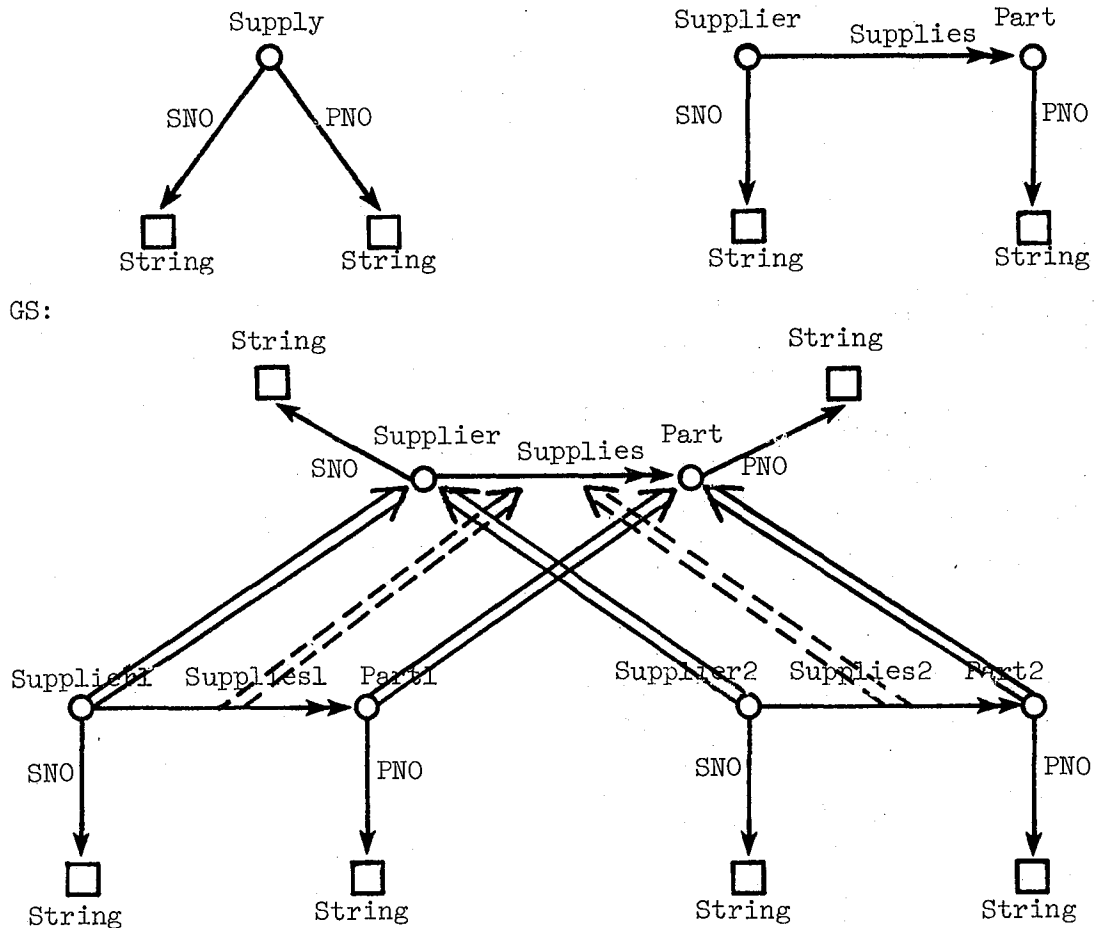 Supply
Supplier Supplies Part
SNO PNO
SNO PNO
String String
String String
GS:
String String
Supplier Supplies Part
SNO PNO
Supplier1 Supplies1 Part1
Supplier2 Supplies2 Part2
SNO PNO
SNO PNO
String String
String String